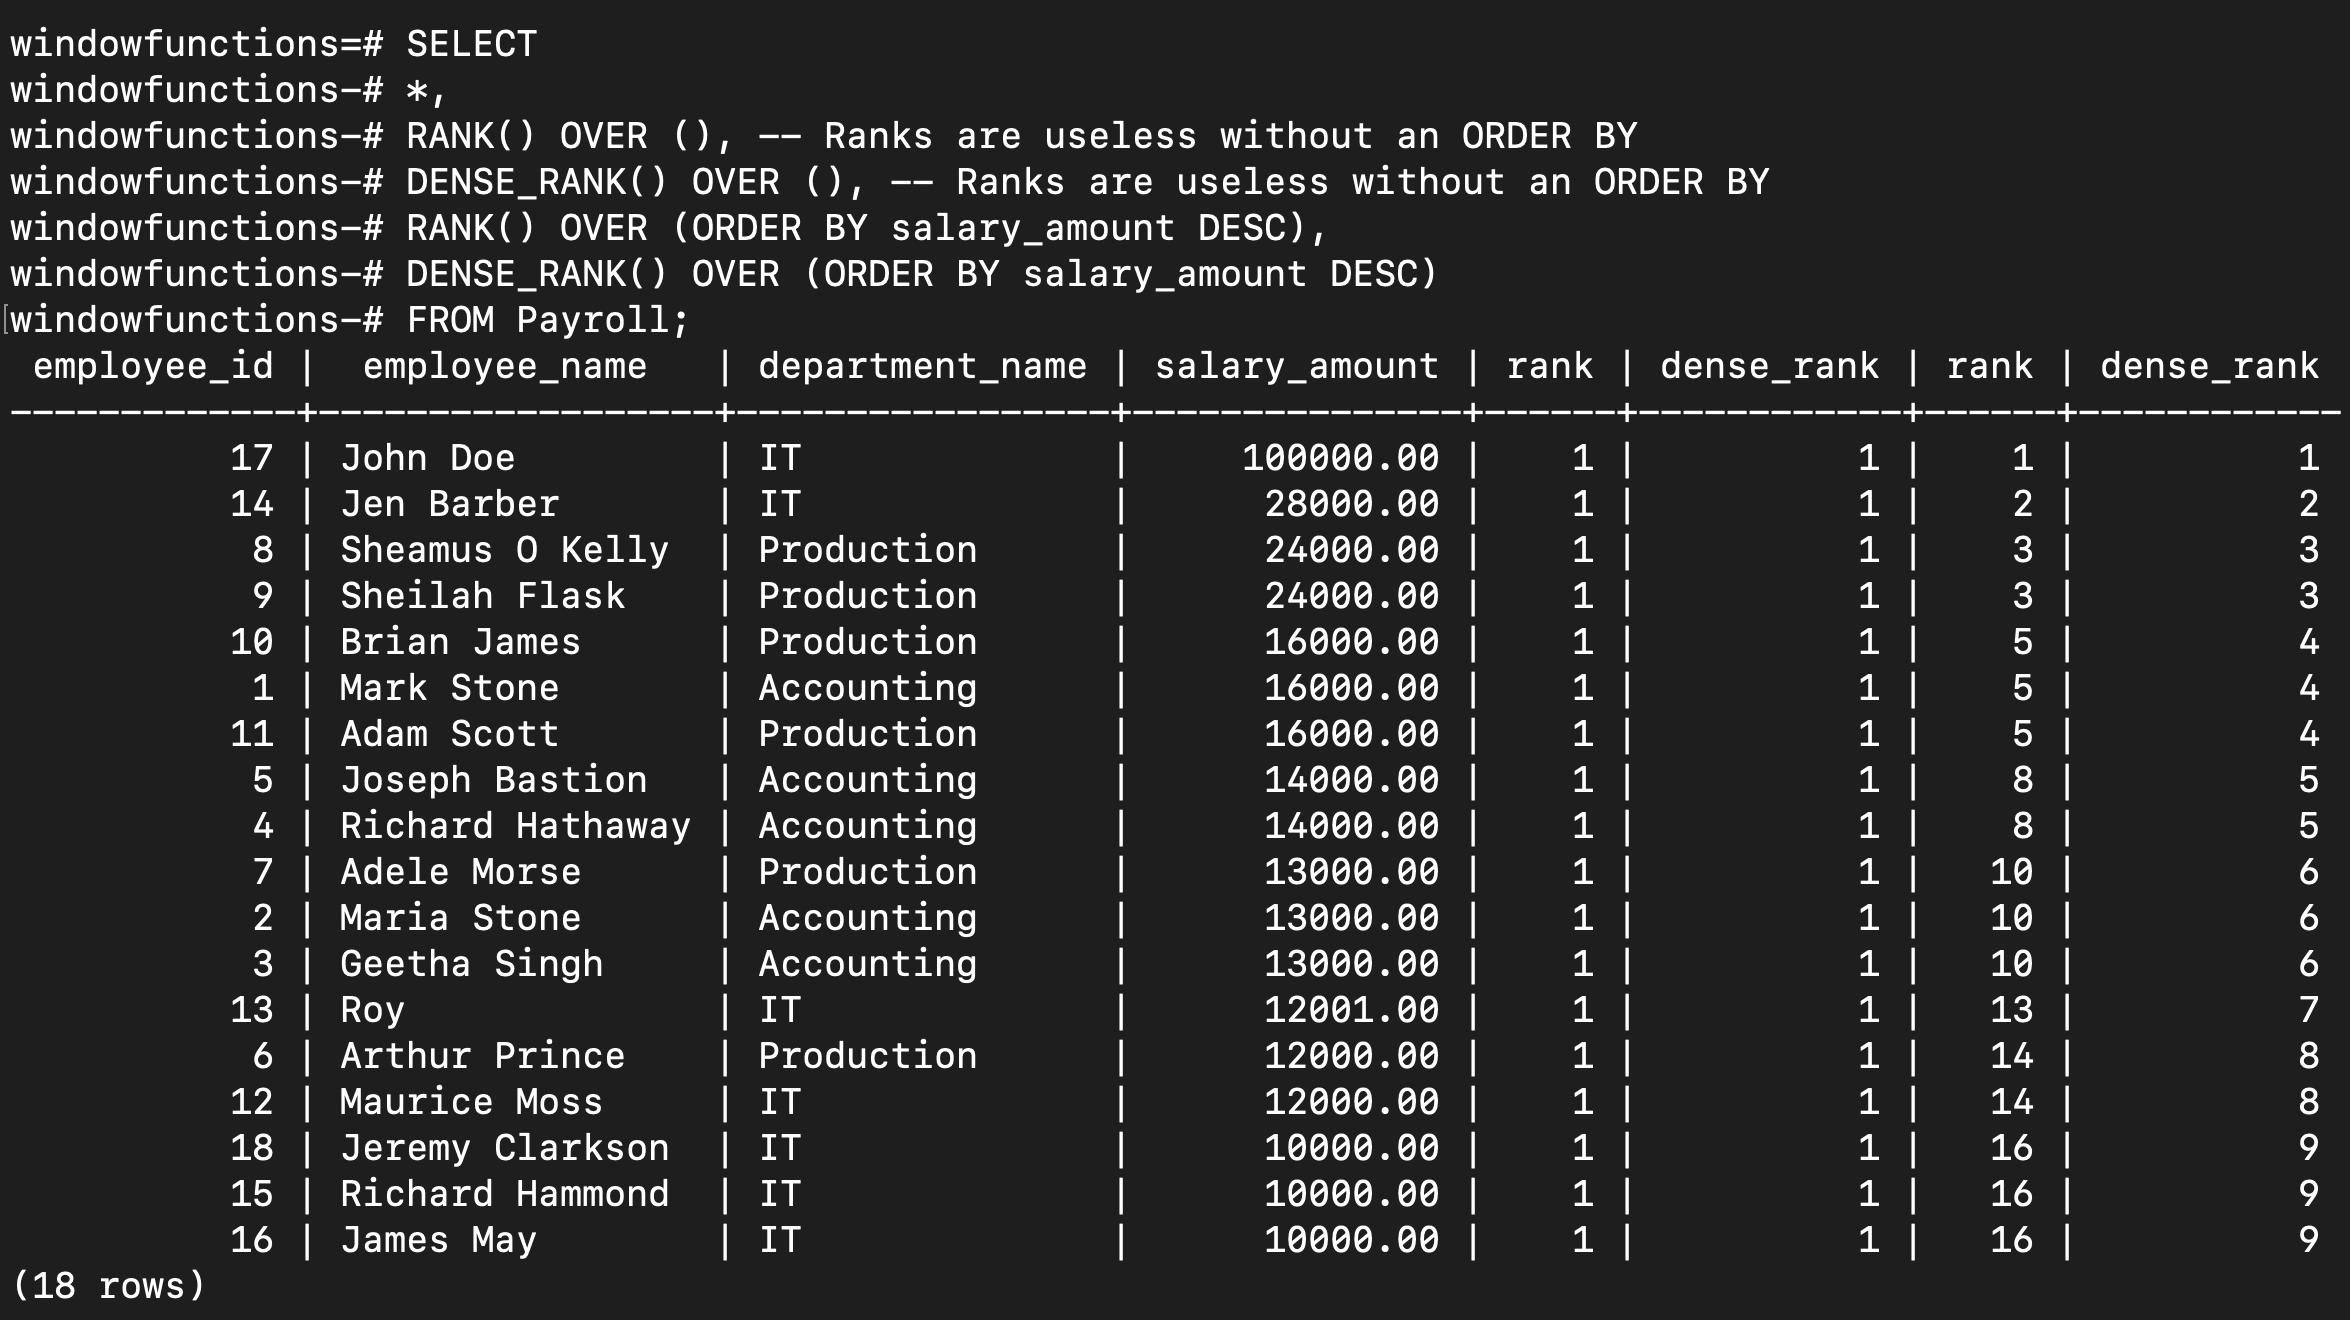 windowfunctions=# SELECT
windowfunctions-# *,
windowfunctions-# RANK() OVER (), -- Ranks are useless without an ORDER BY
windowfunctions-# DENSE_RANK() OVER (), -- Ranks are useless without an ORDER BY
windowfunctions-# RANK() OVER (ORDER BY salary_amount DESC),
windowfunctions-# DENSE_RANK() OVER (ORDER BY salary_amount DESC)
[windowfunctions-# FROM Payroll;
 employee_id |  employee_name   | department_name | salary_amount | rank | dense_rank | rank | dense_rank
-------------+------------------+-----------------+---------------+------+------------+------+------------
          17 | John Doe         | IT              |     100000.00 |    1 |          1 |    1 |          1
          14 | Jen Barber       | IT              |      28000.00 |    1 |          1 |    2 |          2
           8 | Sheamus O Kelly  | Production      |      24000.00 |    1 |          1 |    3 |          3
           9 | Sheilah Flask    | Production      |      24000.00 |    1 |          1 |    3 |          3
          10 | Brian James      | Production      |      16000.00 |    1 |          1 |    5 |          4
           1 | Mark Stone       | Accounting      |      16000.00 |    1 |          1 |    5 |          4
          11 | Adam Scott       | Production      |      16000.00 |    1 |          1 |    5 |          4
           5 | Joseph Bastion   | Accounting      |      14000.00 |    1 |          1 |    8 |          5
           4 | Richard Hathaway | Accounting      |      14000.00 |    1 |          1 |    8 |          5
           7 | Adele Morse      | Production      |      13000.00 |    1 |          1 |   10 |          6
           2 | Maria Stone      | Accounting      |      13000.00 |    1 |          1 |   10 |          6
           3 | Geetha Singh     | Accounting      |      13000.00 |    1 |          1 |   10 |          6
          13 | Roy              | IT              |      12001.00 |    1 |          1 |   13 |          7
           6 | Arthur Prince    | Production      |      12000.00 |    1 |          1 |   14 |          8
          12 | Maurice Moss     | IT              |      12000.00 |    1 |          1 |   14 |          8
          18 | Jeremy Clarkson  | IT              |      10000.00 |    1 |          1 |   16 |          9
          15 | Richard Hammond  | IT              |      10000.00 |    1 |          1 |   16 |          9
          16 | James May        | IT              |      10000.00 |    1 |          1 |   16 |          9
(18 rows)